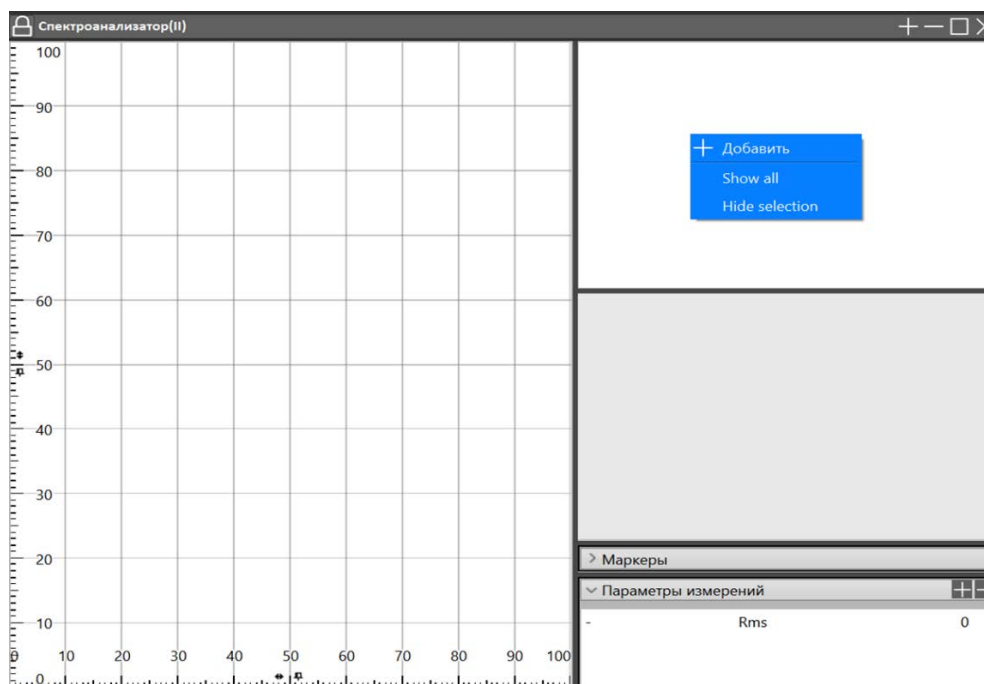 Спектроанализатор(II)
100
90
80
70
60
50
40
30
20
10
0
0 10 20 30 40 50 60 70 80 90 100
Добавить
Show all
Hide selection
Маркеры
Параметры измерений
- Rms 0